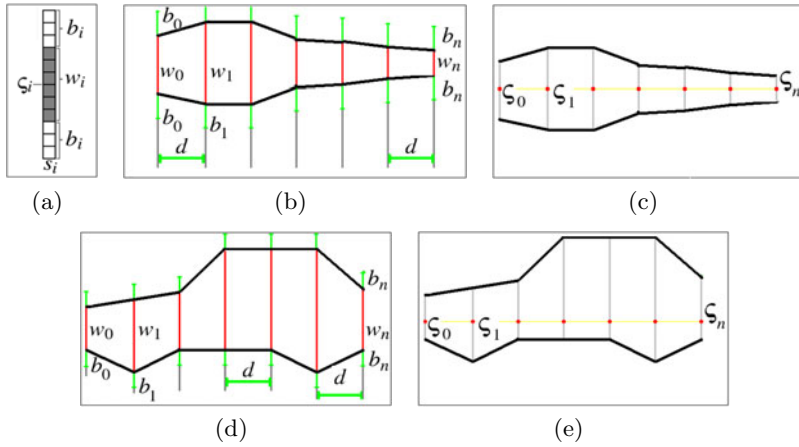 b_i
ς_i
w_i
b_i
s_i
(a)
b_0
b_n
w_0
w_1
w_n
b_0
b_1
b_n
d
d
(b)
ς_0
ς_1
ς_n
(c)
b_n
w_0
w_1
w_n
b_0
b_1
b_n
d
d
(d)
ς_0
ς_1
ς_n
(e)